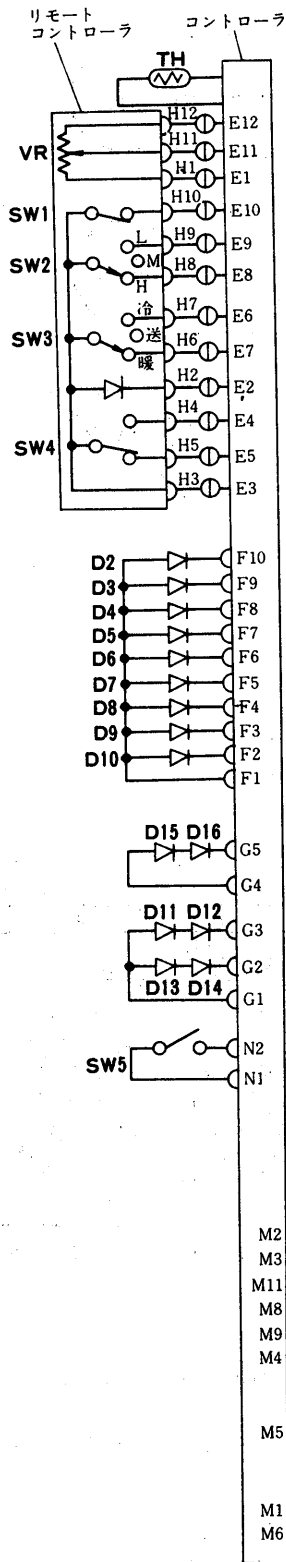 リモート
コントローラ
コントローラ
TH
VR
H12
E12
H11
E11
H1
E1
SW1
H10
E10
L
H9
E9
SW2
M
H
H8
E8
冷
H7
E6
SW3
送
暖
H6
E7
H2
E2
H4
E4
SW4
H5
E5
H3
E3
D2
F10
D3
F9
D4
F8
D5
F7
D6
F6
D7
F5
D8
F4
D9
F3
D10
F2
F1
D15 D16
G5
G4
D11 D12
G3
G2
D13 D14
G1
SW5
N2
N1
M2
M3
M11
M8
M9
M4
M5
M1
M6